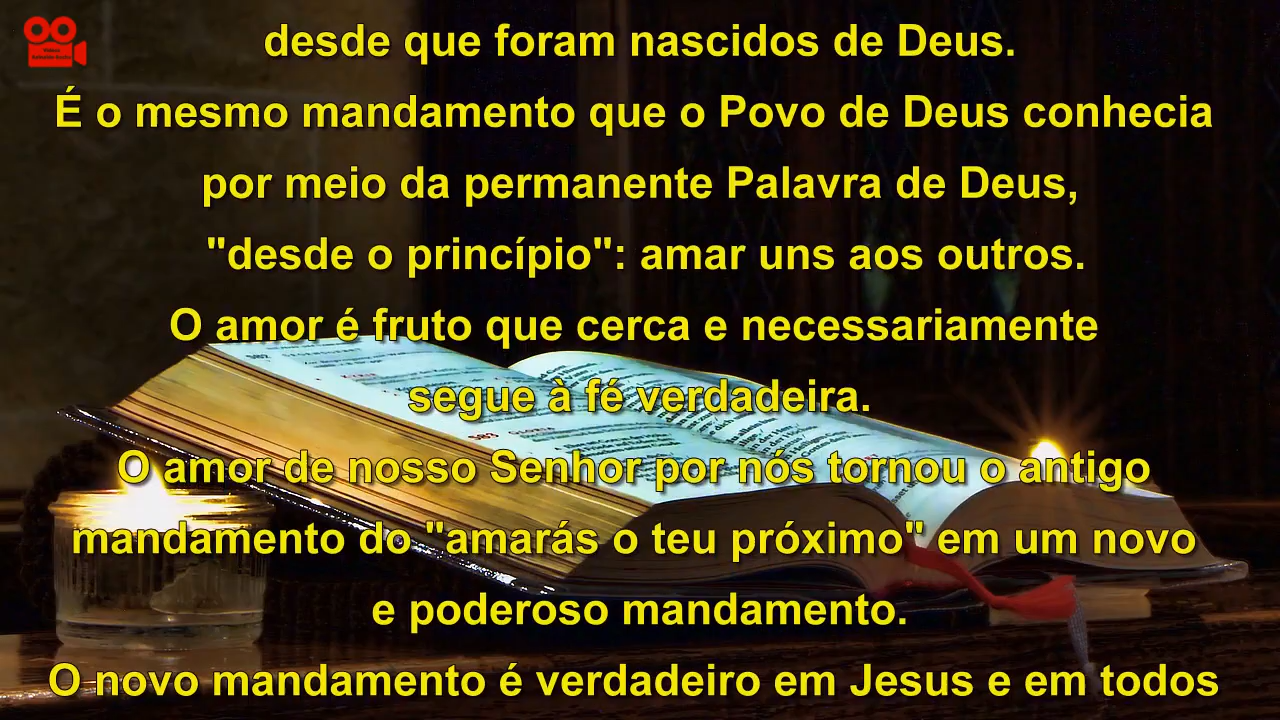 desde que foram nascidos de Deus.
É o mesmo mandamento que o Povo de Deus conhecia
por meio da permanente Palavra de Deus,
"desde o princípio": amar uns aos outros.
O amor é fruto que cerca e necessariamente
segue à fé verdadeira.
O amor de nosso Senhor por nós tornou o antigo
mandamento do "amarás o teu próximo" em um novo
e poderoso mandamento.
O novo mandamento é verdadeiro em Jesus e em todos